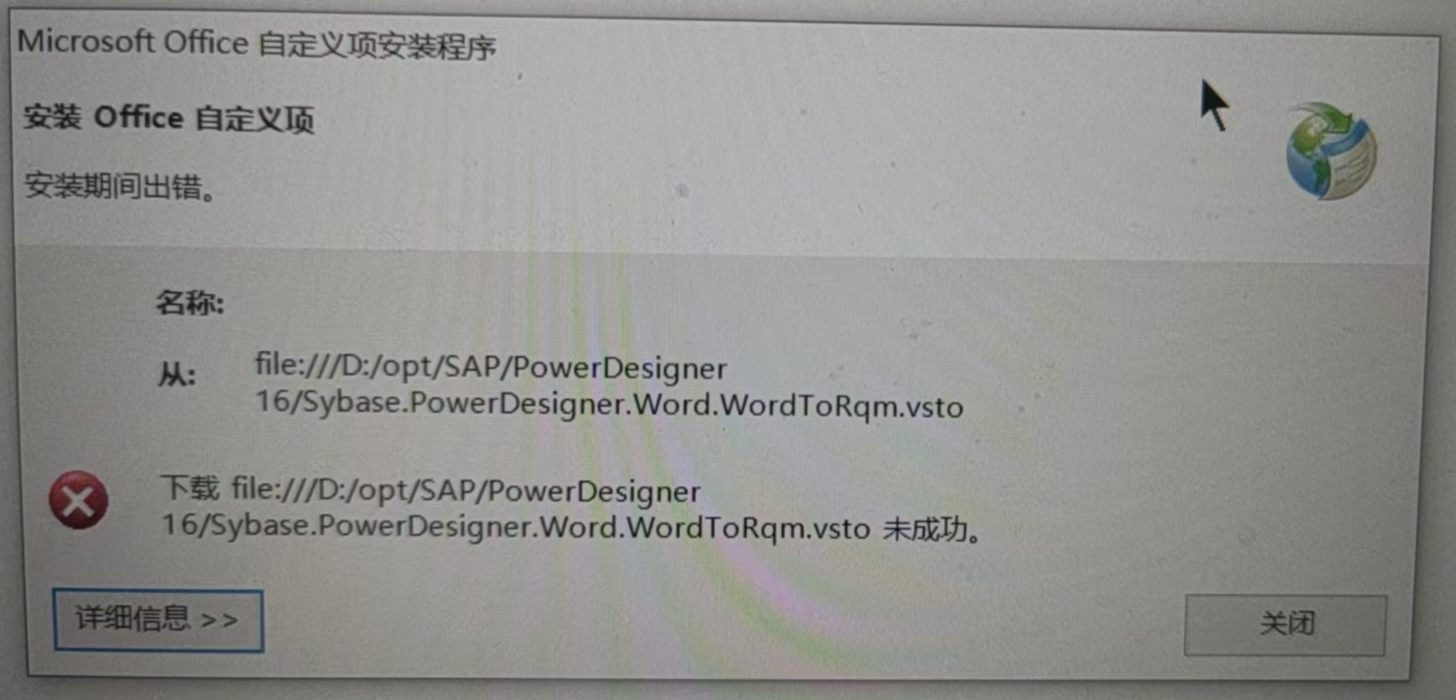 Microsoft Office 自定义项安装程序
安装 Office 自定义项
安装期间出错。
名称:
从: file:///D:/opt/SAP/PowerDesigner
16/Sybase.PowerDesigner.Word.WordToRqm.vsto
下载 file:///D:/opt/SAP/PowerDesigner
16/Sybase.PowerDesigner.Word.WordToRqm.vsto 未成功。
详细信息 >>
关闭